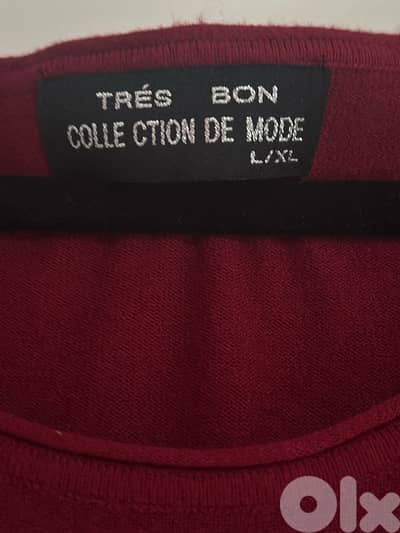 TRÉS BON
COLLE CTION DE MODE
L/XL
OLX